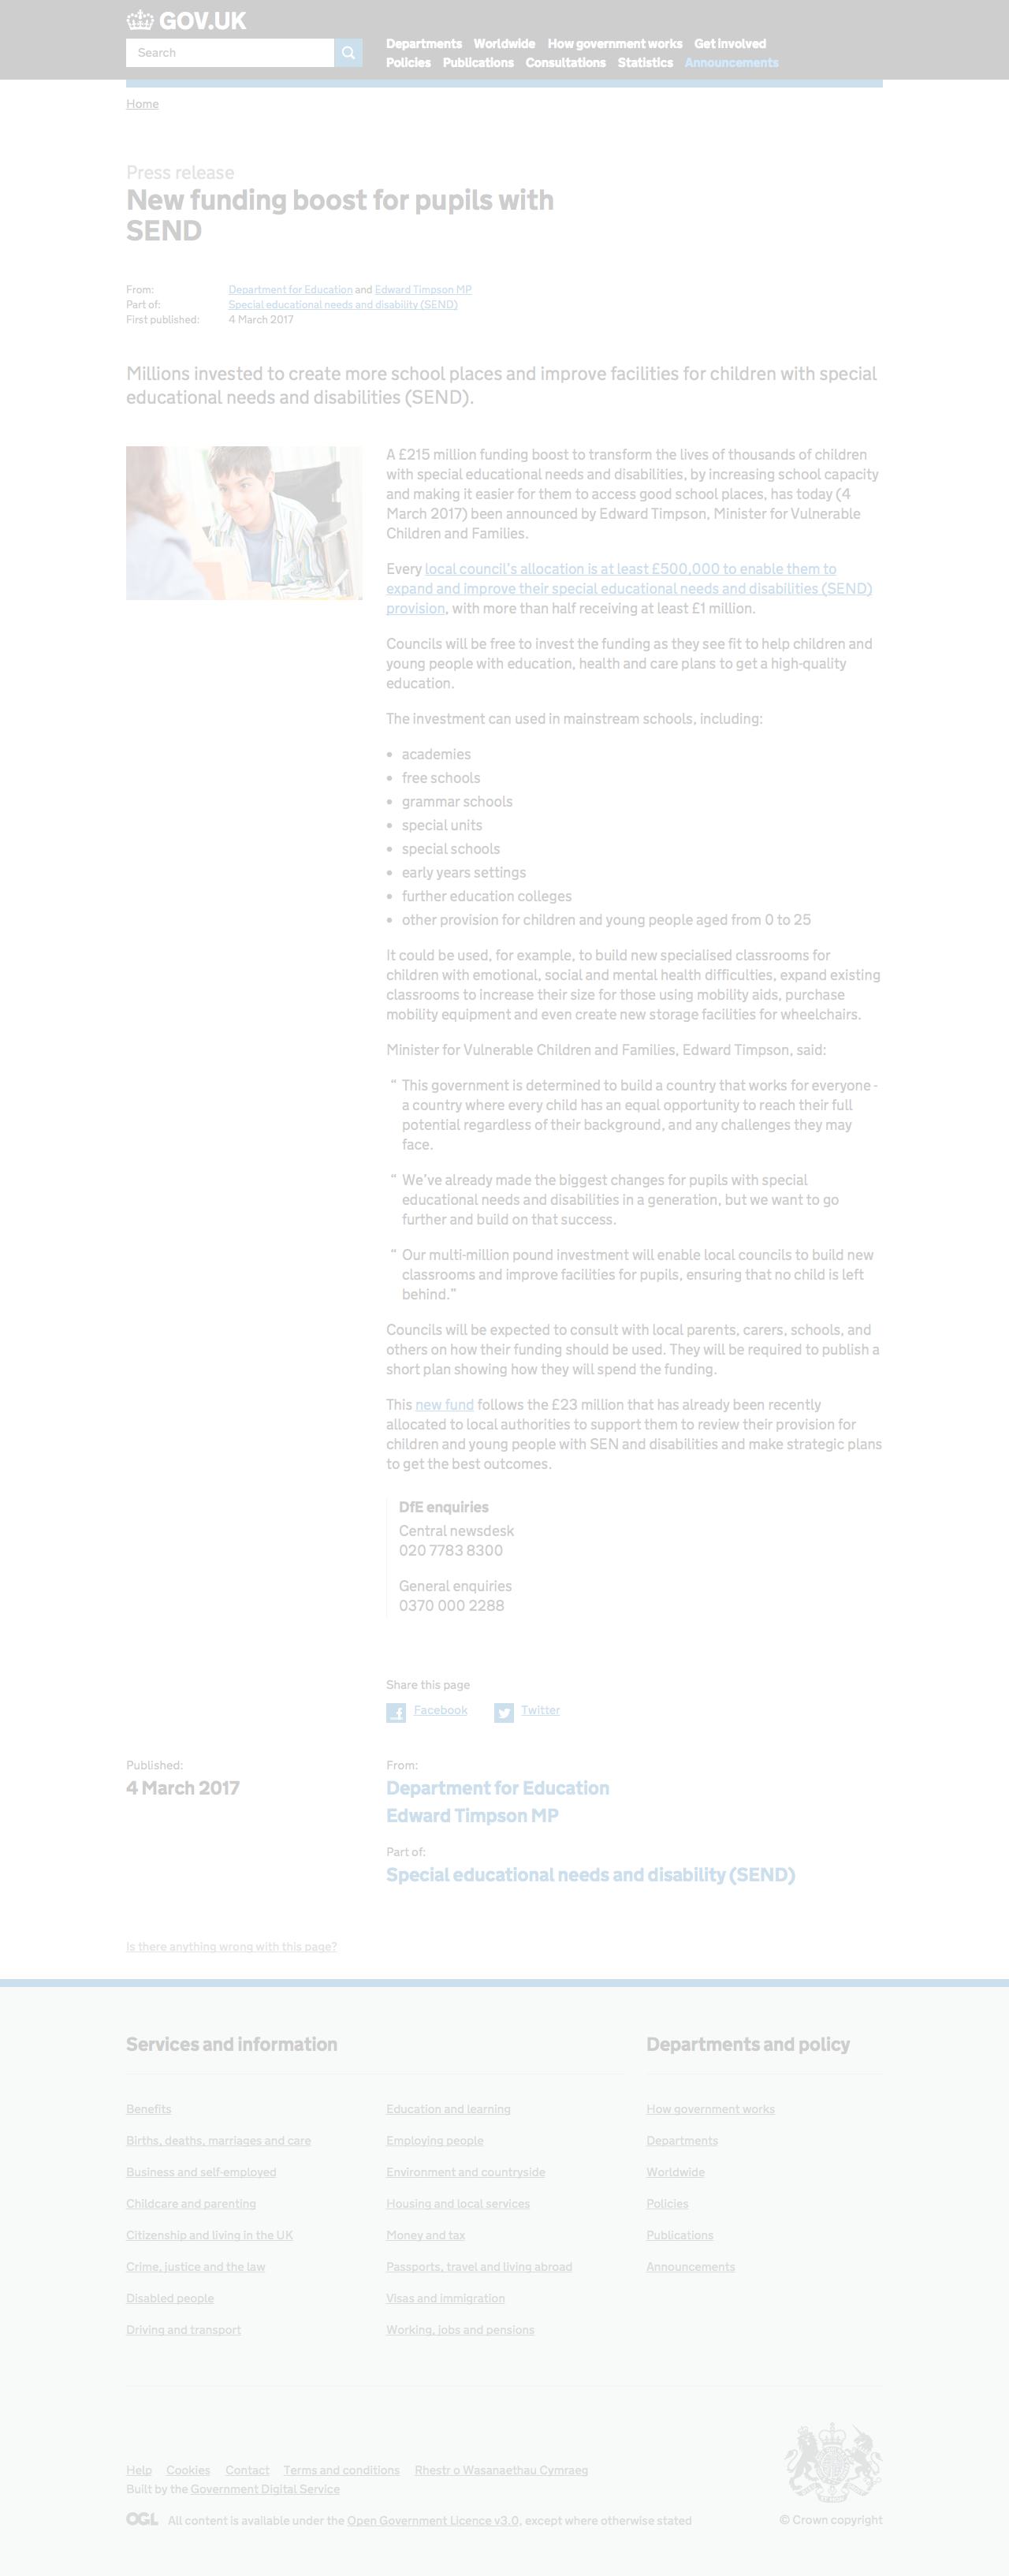 GOV.UK
Search
Departments Worldwide How government works Get involved
Policies Publications Consultations Statistics Announcements
Home
Press release
New funding boost for pupils with
SEND
From: Department for Education and Edward Timpson MP
Part of: Special educational needs and disability (SEND)
First published: 4 March 2017
Millions invested to create more school places and improve facilities for children with special
educational needs and disabilities (SEND).
A £215 million funding boost to transform the lives of thousands of children
with special educational needs and disabilities, by increasing school capacity
and making it easier for them to access good school places, has today (4
March 2017) been announced by Edward Timpson, Minister for Vulnerable
Children and Families.
Every local council's allocation is at least £500,000 to enable them to
expand and improve their special educational needs and disabilities (SEND)
provision, with more than half receiving at least £1 million.
Councils will be free to invest the funding as they see fit to help children and
young people with education, health and care plans to get a high-quality
education.
The investment can used in mainstream schools, including:
• academies
• free schools
• grammar schools
• special units
• special schools
• early years settings
• further education colleges
• other provision for children and young people aged from 0 to 25
It could be used, for example, to build new specialised classrooms for
children with emotional, social and mental health difficulties, expand existing
classrooms to increase their size for those using mobility aids, purchase
mobility equipment and even create new storage facilities for wheelchairs.
Minister for Vulnerable Children and Families, Edward Timpson, said:
“ This government is determined to build a country that works for everyone -
a country where every child has an equal opportunity to reach their full
potential regardless of their background, and any challenges they may
face.
“ We've already made the biggest changes for pupils with special
educational needs and disabilities in a generation, but we want to go
further and build on that success.
“ Our multi-million pound investment will enable local councils to build new
classrooms and improve facilities for pupils, ensuring that no child is left
behind.”
Councils will be expected to consult with local parents, carers, schools, and
others on how their funding should be used. They will be required to publish a
short plan showing how they will spend the funding.
This new fund follows the £23 million that has already been recently
allocated to local authorities to support them to review their provision for
children and young people with SEN and disabilities and make strategic plans
to get the best outcomes.
DfE enquiries
Central newsdesk
020 7783 8300
General enquiries
0370 000 2288
Share this page
Facebook Twitter
Published:
4 March 2017
From:
Department for Education
Edward Timpson MP
Part of:
Special educational needs and disability (SEND)
Is there anything wrong with this page?
Services and information
Benefits
Births, deaths, marriages and care
Business and self-employed
Childcare and parenting
Citizenship and living in the UK
Crime, justice and the law
Disabled people
Driving and transport
Education and learning
Employing people
Environment and countryside
Housing and local services
Money and tax
Passports, travel and living abroad
Visas and immigration
Working, jobs and pensions
Departments and policy
How government works
Departments
Worldwide
Policies
Publications
Announcements
Help Cookies Contact Terms and conditions Rhestr o Wasanaethau Cymraeg
Built by the Government Digital Service
OGL All content is available under the Open Government Licence v3.0, except where otherwise stated
© Crown copyright